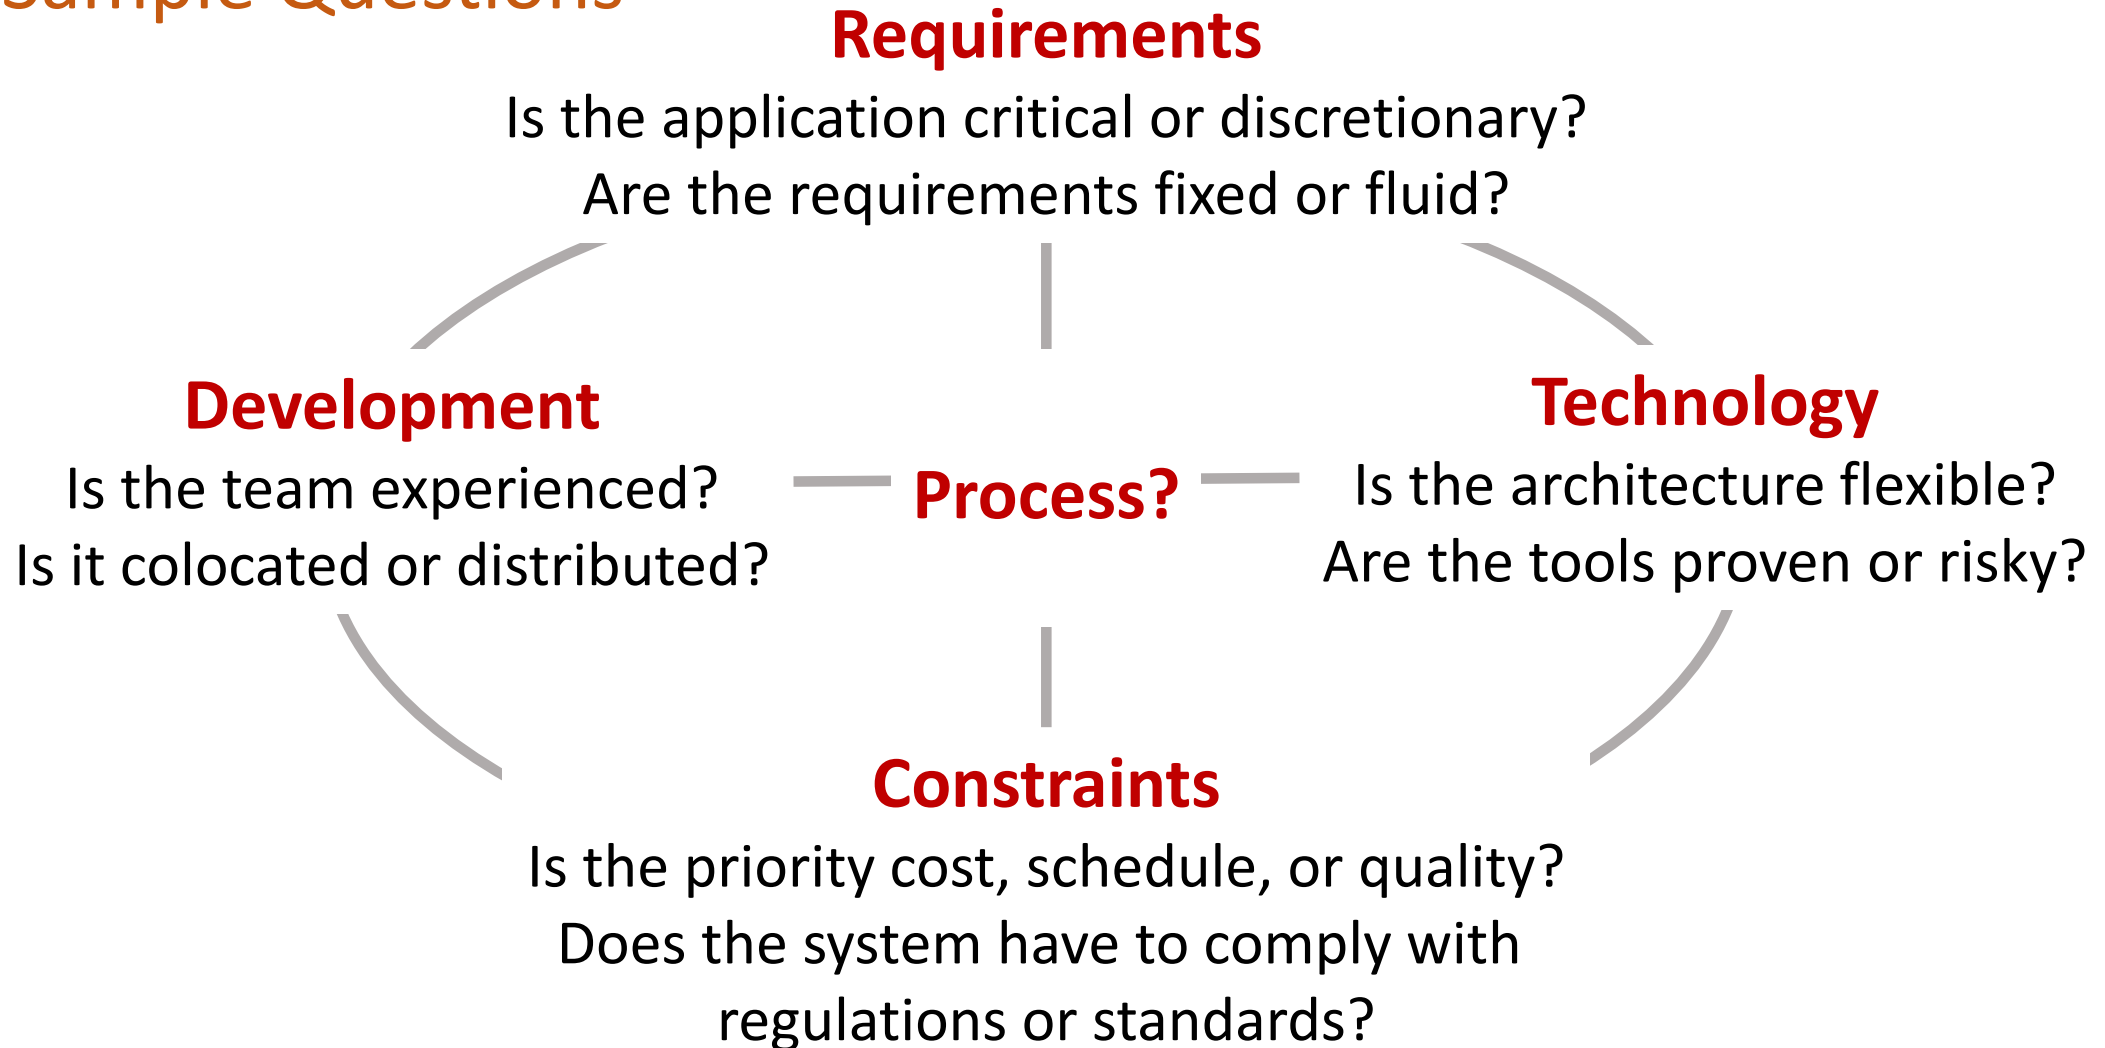 Sample Questions
Requirements
Is the application critical or discretionary?
Are the requirements fixed or fluid?
Development
Is the team experienced?
Is it colocated or distributed?
Process?
Technology
Is the architecture flexible?
Are the tools proven or risky?
Constraints
Is the priority cost, schedule, or quality?
Does the system have to comply with
regulations or standards?